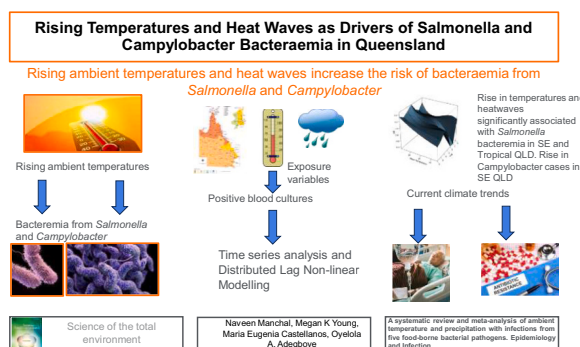 Rising Temperatures and Heat Waves as Drivers of Salmonella and
Campylobacter Bacteraemia in Queensland
Rising ambient temperatures and heat waves increase the risk of bacteraemia from
Salmonella and Campylobacter
Rising ambient temperatures
Bacteremia from Salmonella
and Campylobacter
Exposure
variables
Positive blood cultures
Time series analysis and
Distributed Lag Non-linear
Modelling
Rise in temperatures and
heatwaves
significantly associated
with Salmonella
bacteremia in SE and
Tropical QLD. Rise in
Campylobacter cases in
SE QLD
Current climate trends
ANTIBIOTIC
RESISTANCE
Science of the total
environment
Naveen Manchal, Megan K Young,
Maria Eugenia Castellanos, Oyelola
A. Adegboye
A systematic review and meta-analysis of ambient
temperature and precipitation with infections from
five food-borne bacterial pathogens. Epidemiology
and Infection